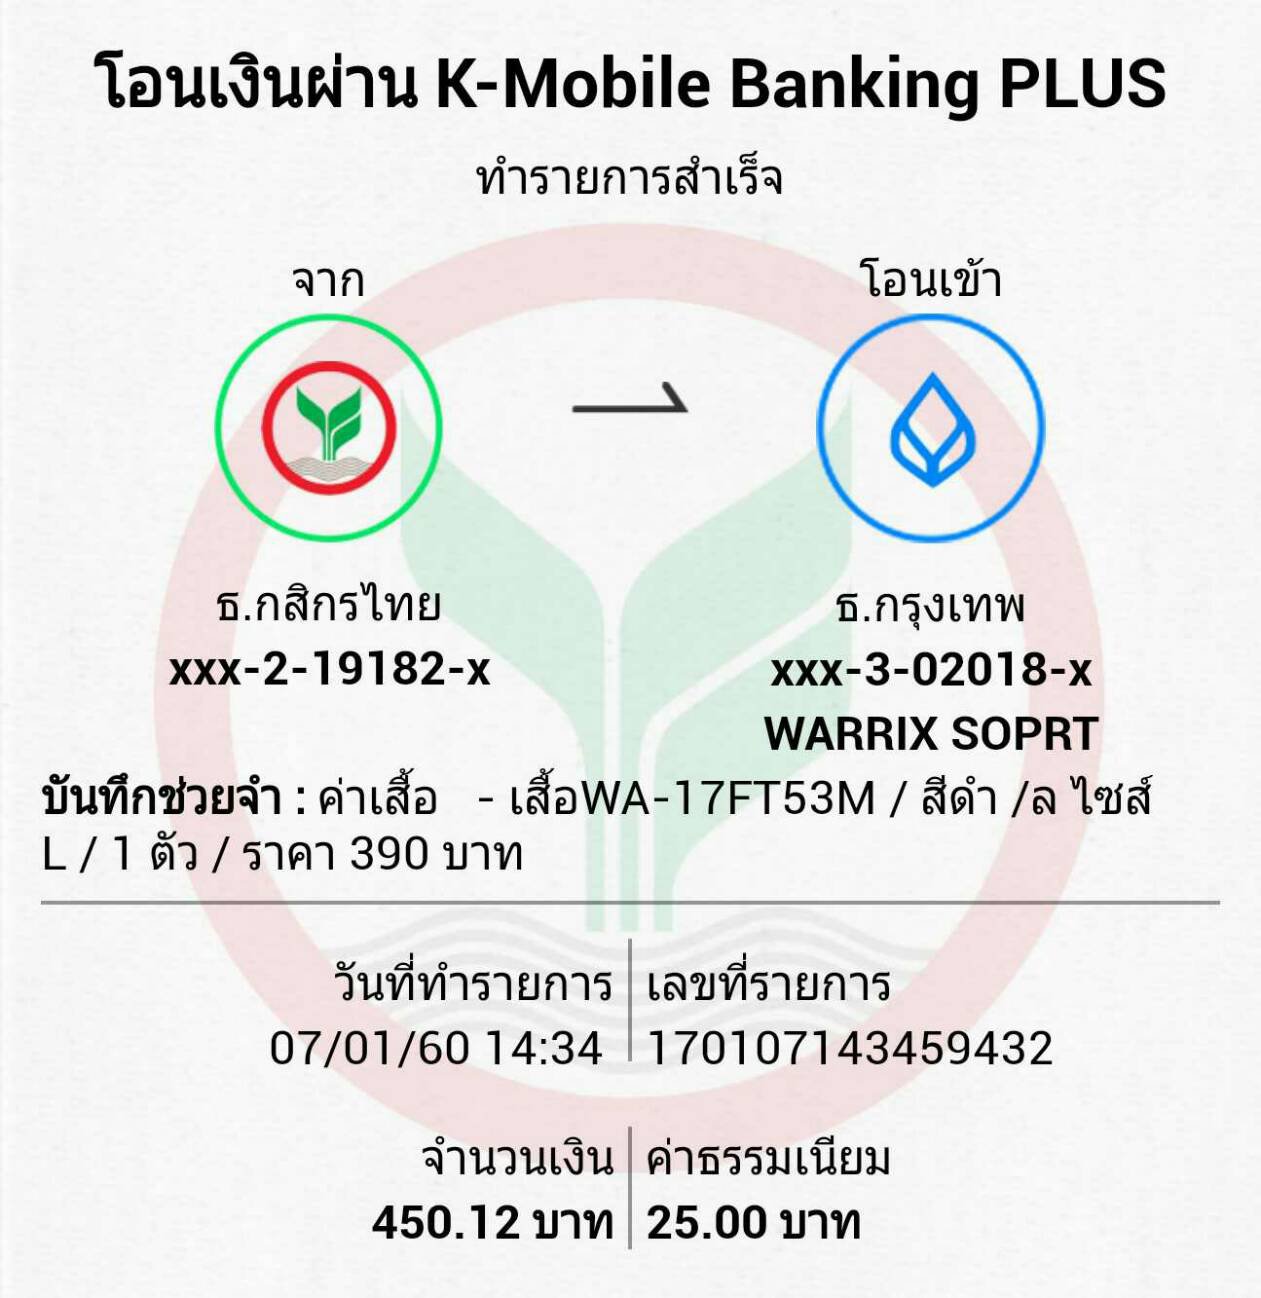 โอนเงินผ่าน K-Mobile Banking PLUS
ทำรายการสำเร็จ
จาก
โอนเข้า
ธ.กสิกรไทย
xxx-2-19182-x
ธ.กรุงเทพ
xxx-3-02018-x
WARRIX SOPRT
บันทึกช่วยจำ : ค่าเสื้อ - เสื้อWA-17FT53M / สีดำ /ล ไซส์
L / 1 ตัว / ราคา 390 บาท
วันที่ทำรายการ
07/01/60 14:34
เลขที่รายการ
170107143459432
จำนวนเงิน
450.12 บาท
ค่าธรรมเนียม
25.00 บาท